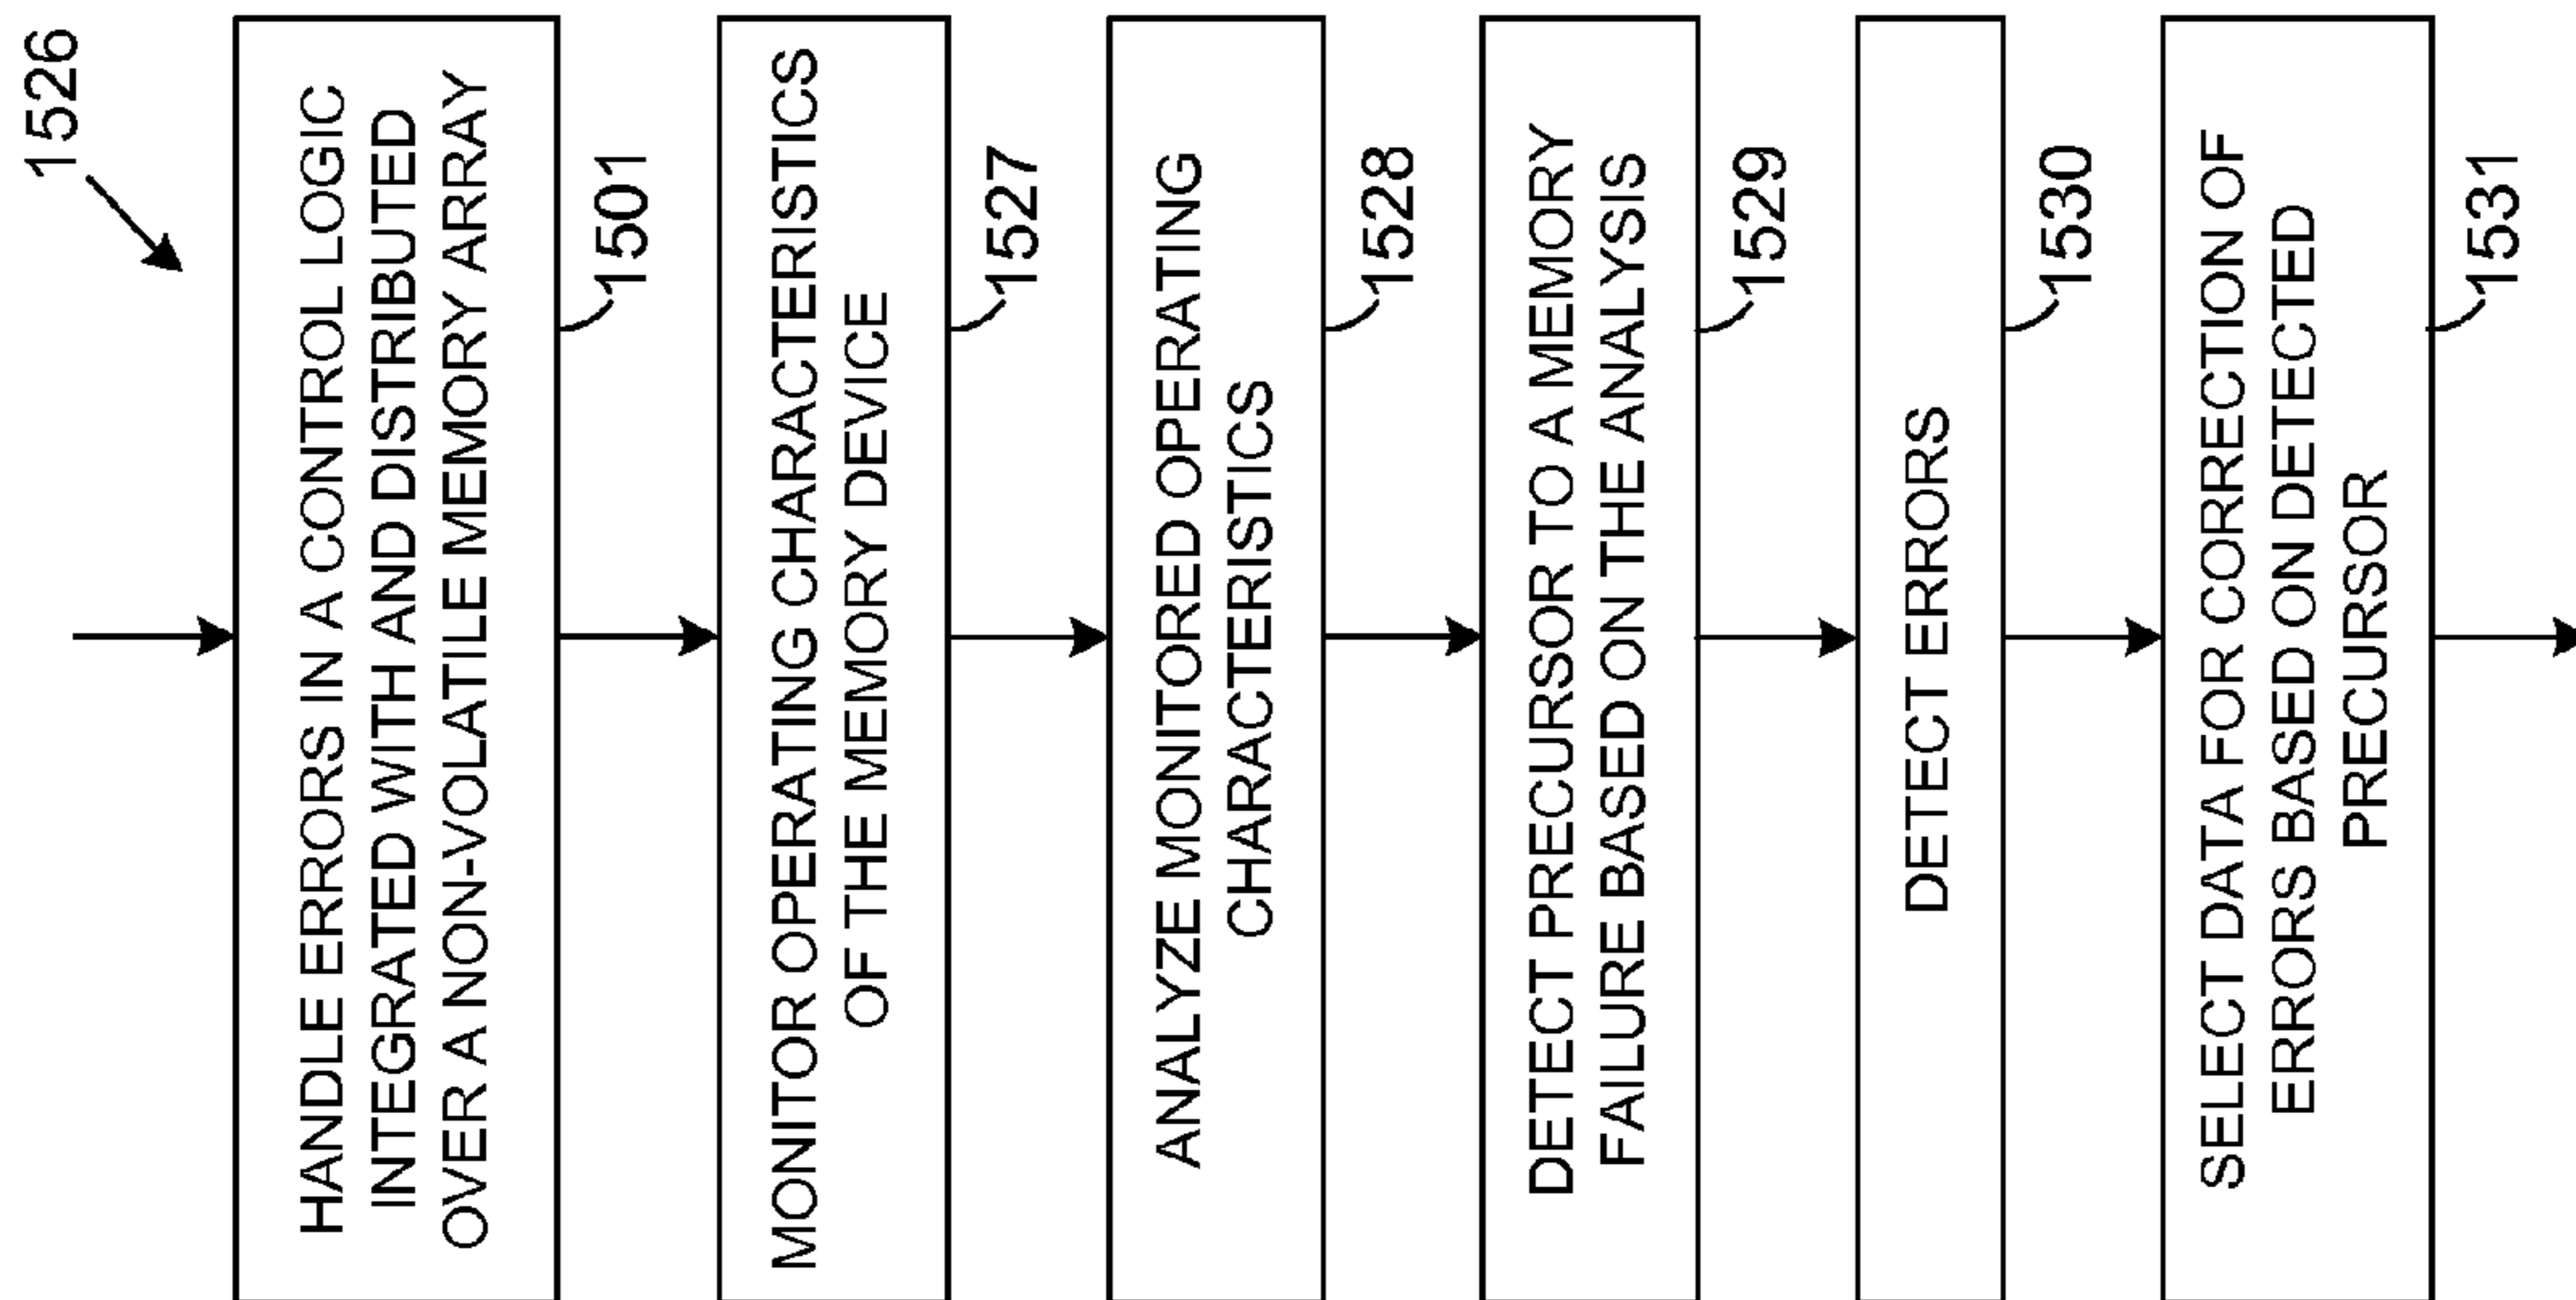 1526
HANDLE ERRORS IN A CONTROL LOGIC
INTEGRATED WITH AND DISTRIBUTED
OVER A NON-VOLATILE MEMORY ARRAY
1501
MONITOR OPERATING CHARACTERISTICS
OF THE MEMORY DEVICE
1527
ANALYZE MONITORED OPERATING
CHARACTERISTICS
1528
DETECT PRECURSOR TO A MEMORY
FAILURE BASED ON THE ANALYSIS
1529
DETECT ERRORS
1530
SELECT DATA FOR CORRECTION OF
ERRORS BASED ON DETECTED
PRECURSOR
1531